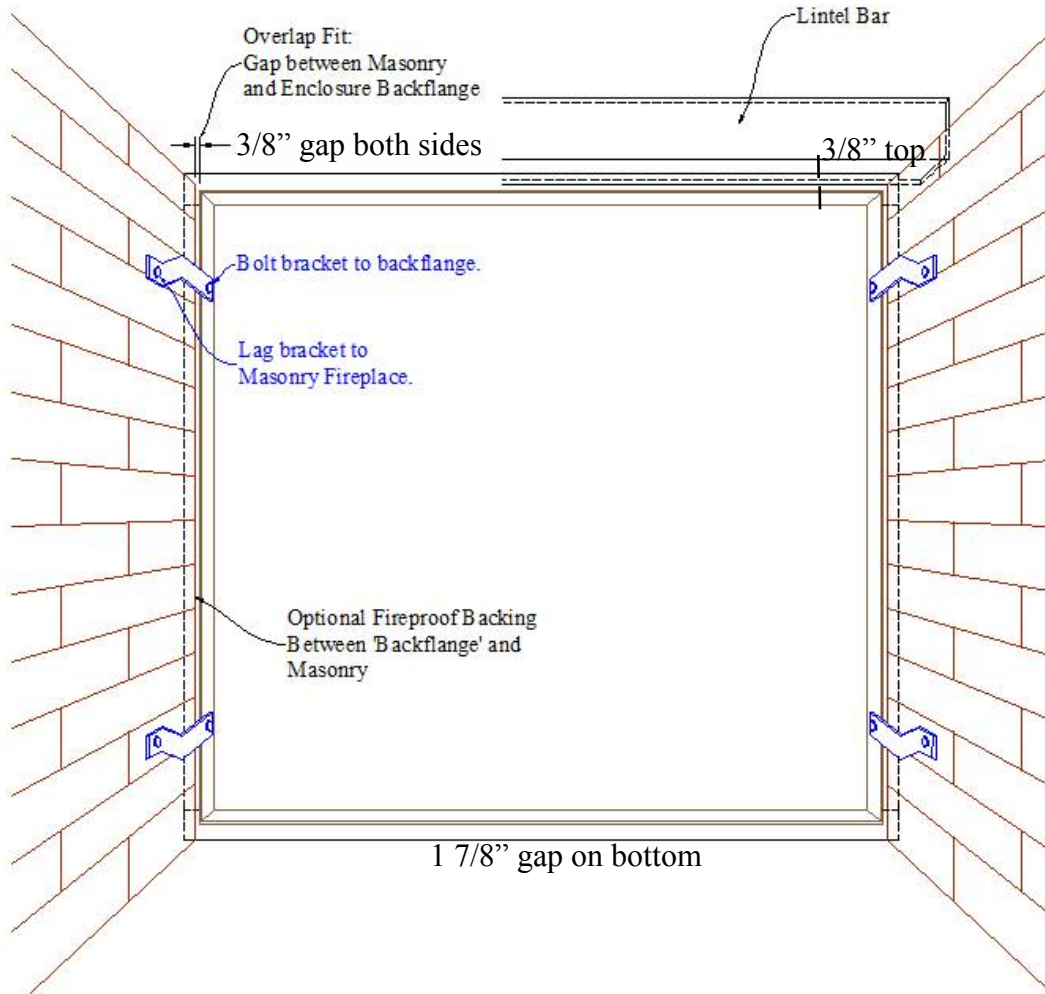 Lintel Bar
Overlap Fit:
Gap between Masonry
and Enclosure Backflange
3/8” gap both sides
3/8” top
Bolt bracket to backflange.
Lag bracket to
Masonry Fireplace.
Optional Fireproof Backing
Between 'Backflange' and
Masonry
1 7/8” gap on bottom